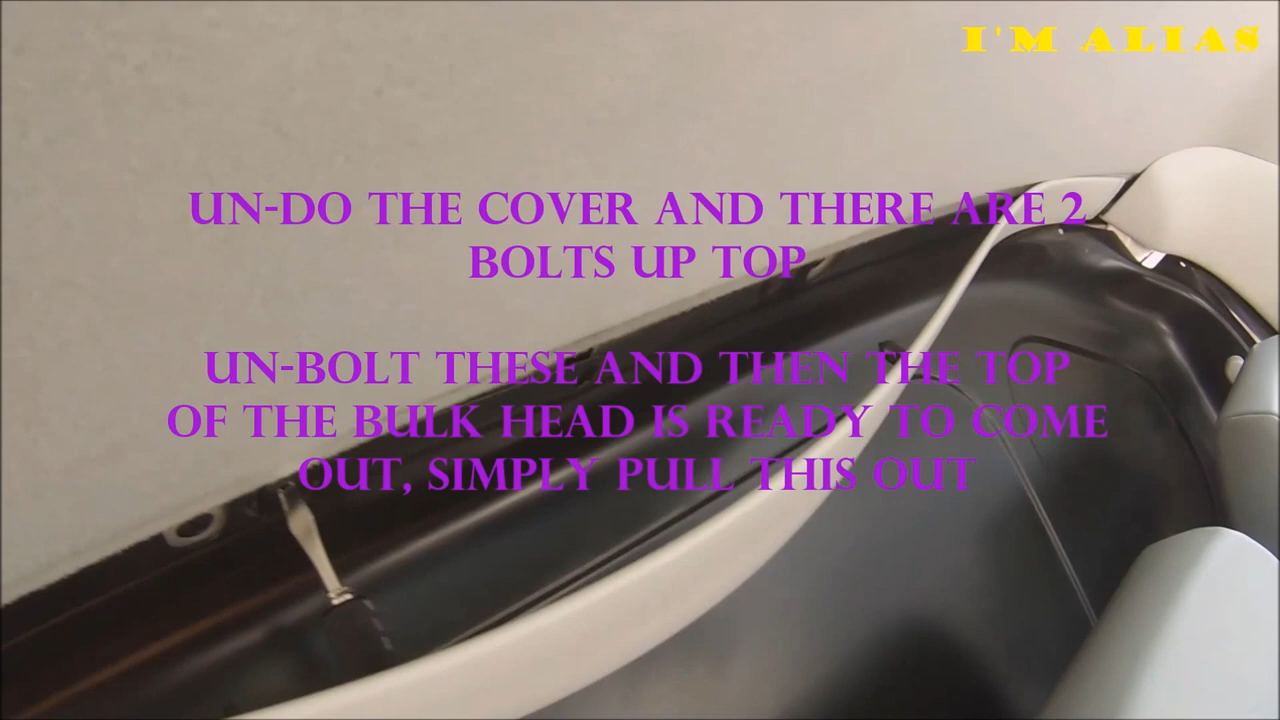 I'M ALIAS
UN-DO THE COVER AND THERE ARE 2
BOLTS UP TOP
UN-BOLT THESE AND THEN THE TOP
OF THE BULK HEAD IS READY TO COME
OUT, SIMPLY PULL THIS OUT